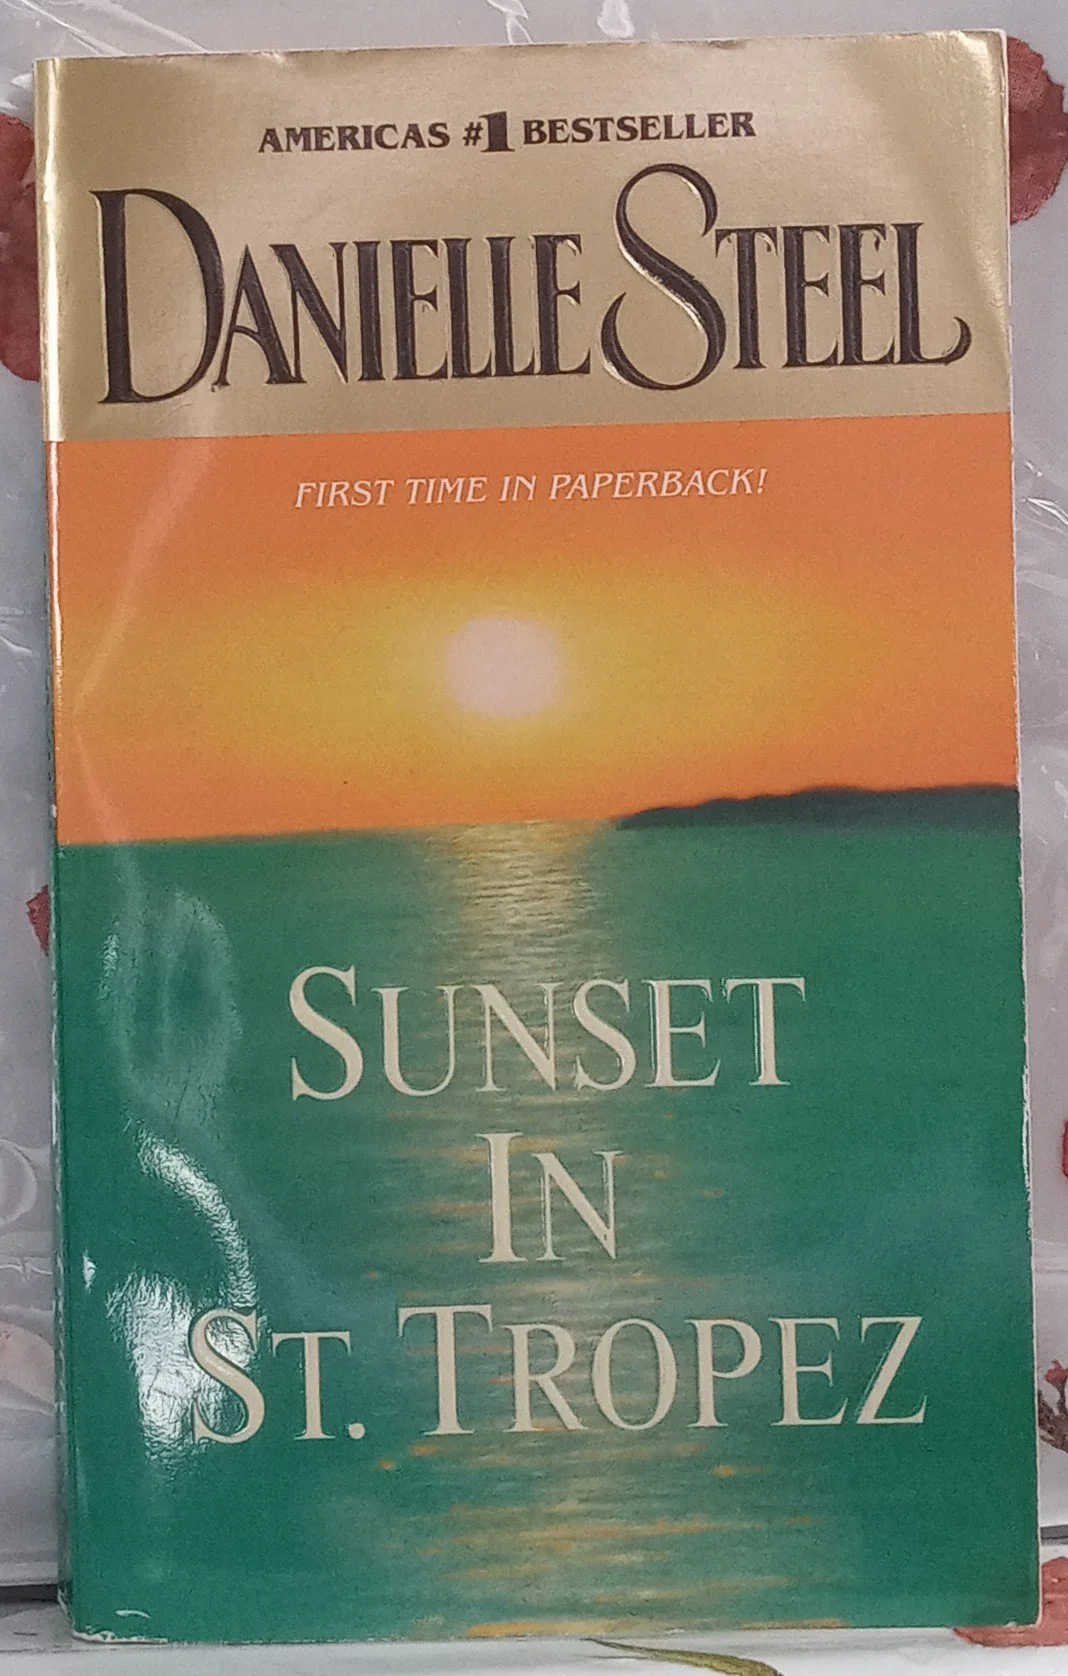 AMERICAS #1 BESTSELLER
DANIELLE STEEL
FIRST TIME IN PAPERBACK!
SUNSET
IN
ST. TROPEZ